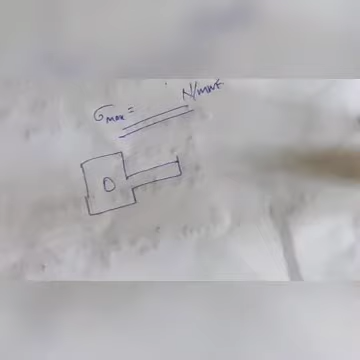 σmax = N/mm²
O